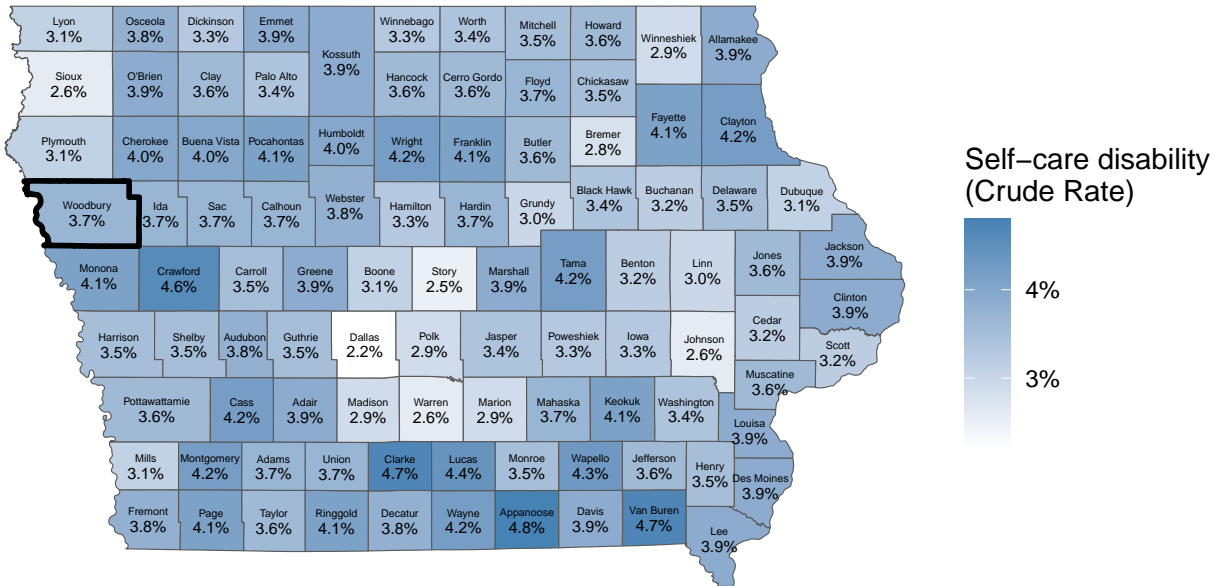 Lyon
3.1%
Osceola
3.8%
Dickinson
3.3%
Emmet
3.9%
Kossuth
3.9%
Winnebago
3.3%
Worth
3.4%
Mitchell
3.5%
Howard
3.6%
Winneshiek
2.9%
Allamakee
3.9%
Sioux
2.6%
O'Brien
3.9%
Clay
3.6%
Palo Alto
3.4%
Hancock
3.6%
Cerro Gordo
3.6%
Floyd
3.7%
Chickasaw
3.5%
Fayette
4.1%
Clayton
4.2%
Plymouth
3.1%
Cherokee
4.0%
Buena Vista
4.0%
Pocahontas
4.1%
Humboldt
4.0%
Wright
4.2%
Franklin
4.1%
Butler
3.6%
Bremer
2.8%
Woodbury
3.7%
Ida
3.7%
Sac
3.7%
Calhoun
3.7%
Webster
3.8%
Hamilton
3.3%
Hardin
3.7%
Grundy
3.0%
Black Hawk
3.4%
Buchanan
3.2%
Delaware
3.5%
Dubuque
3.1%
Monona
4.1%
Crawford
4.6%
Carroll
3.5%
Greene
3.9%
Boone
3.1%
Story
2.5%
Marshall
3.9%
Tama
4.2%
Benton
3.2%
Linn
3.0%
Jones
3.6%
Jackson
3.9%
Clinton
3.9%
Harrison
3.5%
Shelby
3.5%
Audubon
3.8%
Guthrie
3.5%
Dallas
2.2%
Polk
2.9%
Jasper
3.4%
Poweshiek
3.3%
Iowa
3.3%
Johnson
2.6%
Cedar
3.2%
Scott
3.2%
Muscatine
3.6%
Pottawattamie
3.6%
Cass
4.2%
Adair
3.9%
Madison
2.9%
Warren
2.6%
Marion
2.9%
Mahaska
3.7%
Keokuk
4.1%
Washington
3.4%
Louisa
3.9%
Mills
3.1%
Montgomery
4.2%
Adams
3.7%
Union
3.7%
Clarke
4.7%
Lucas
4.4%
Monroe
3.5%
Wapello
4.3%
Jefferson
3.6%
Henry
3.5%
Des Moines
3.9%
Fremont
3.8%
Page
4.1%
Taylor
3.6%
Ringgold
4.1%
Decatur
3.8%
Wayne
4.2%
Appanoose
4.8%
Davis
3.9%
Van Buren
4.7%
Lee
3.9%
Self−care disability
(Crude Rate)
4%
3%